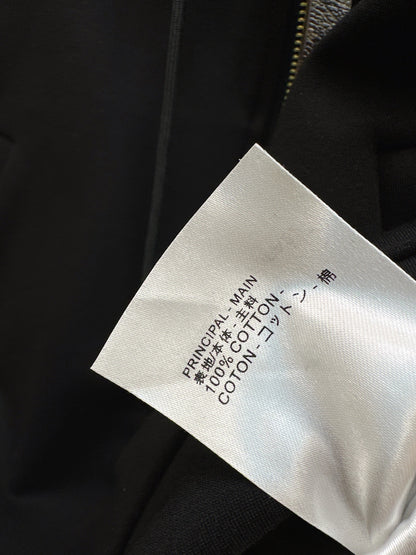 PRINCIPAL - MAIN
表地/本体 - 主料
100% COTTON -
COTON - コットン - 棉